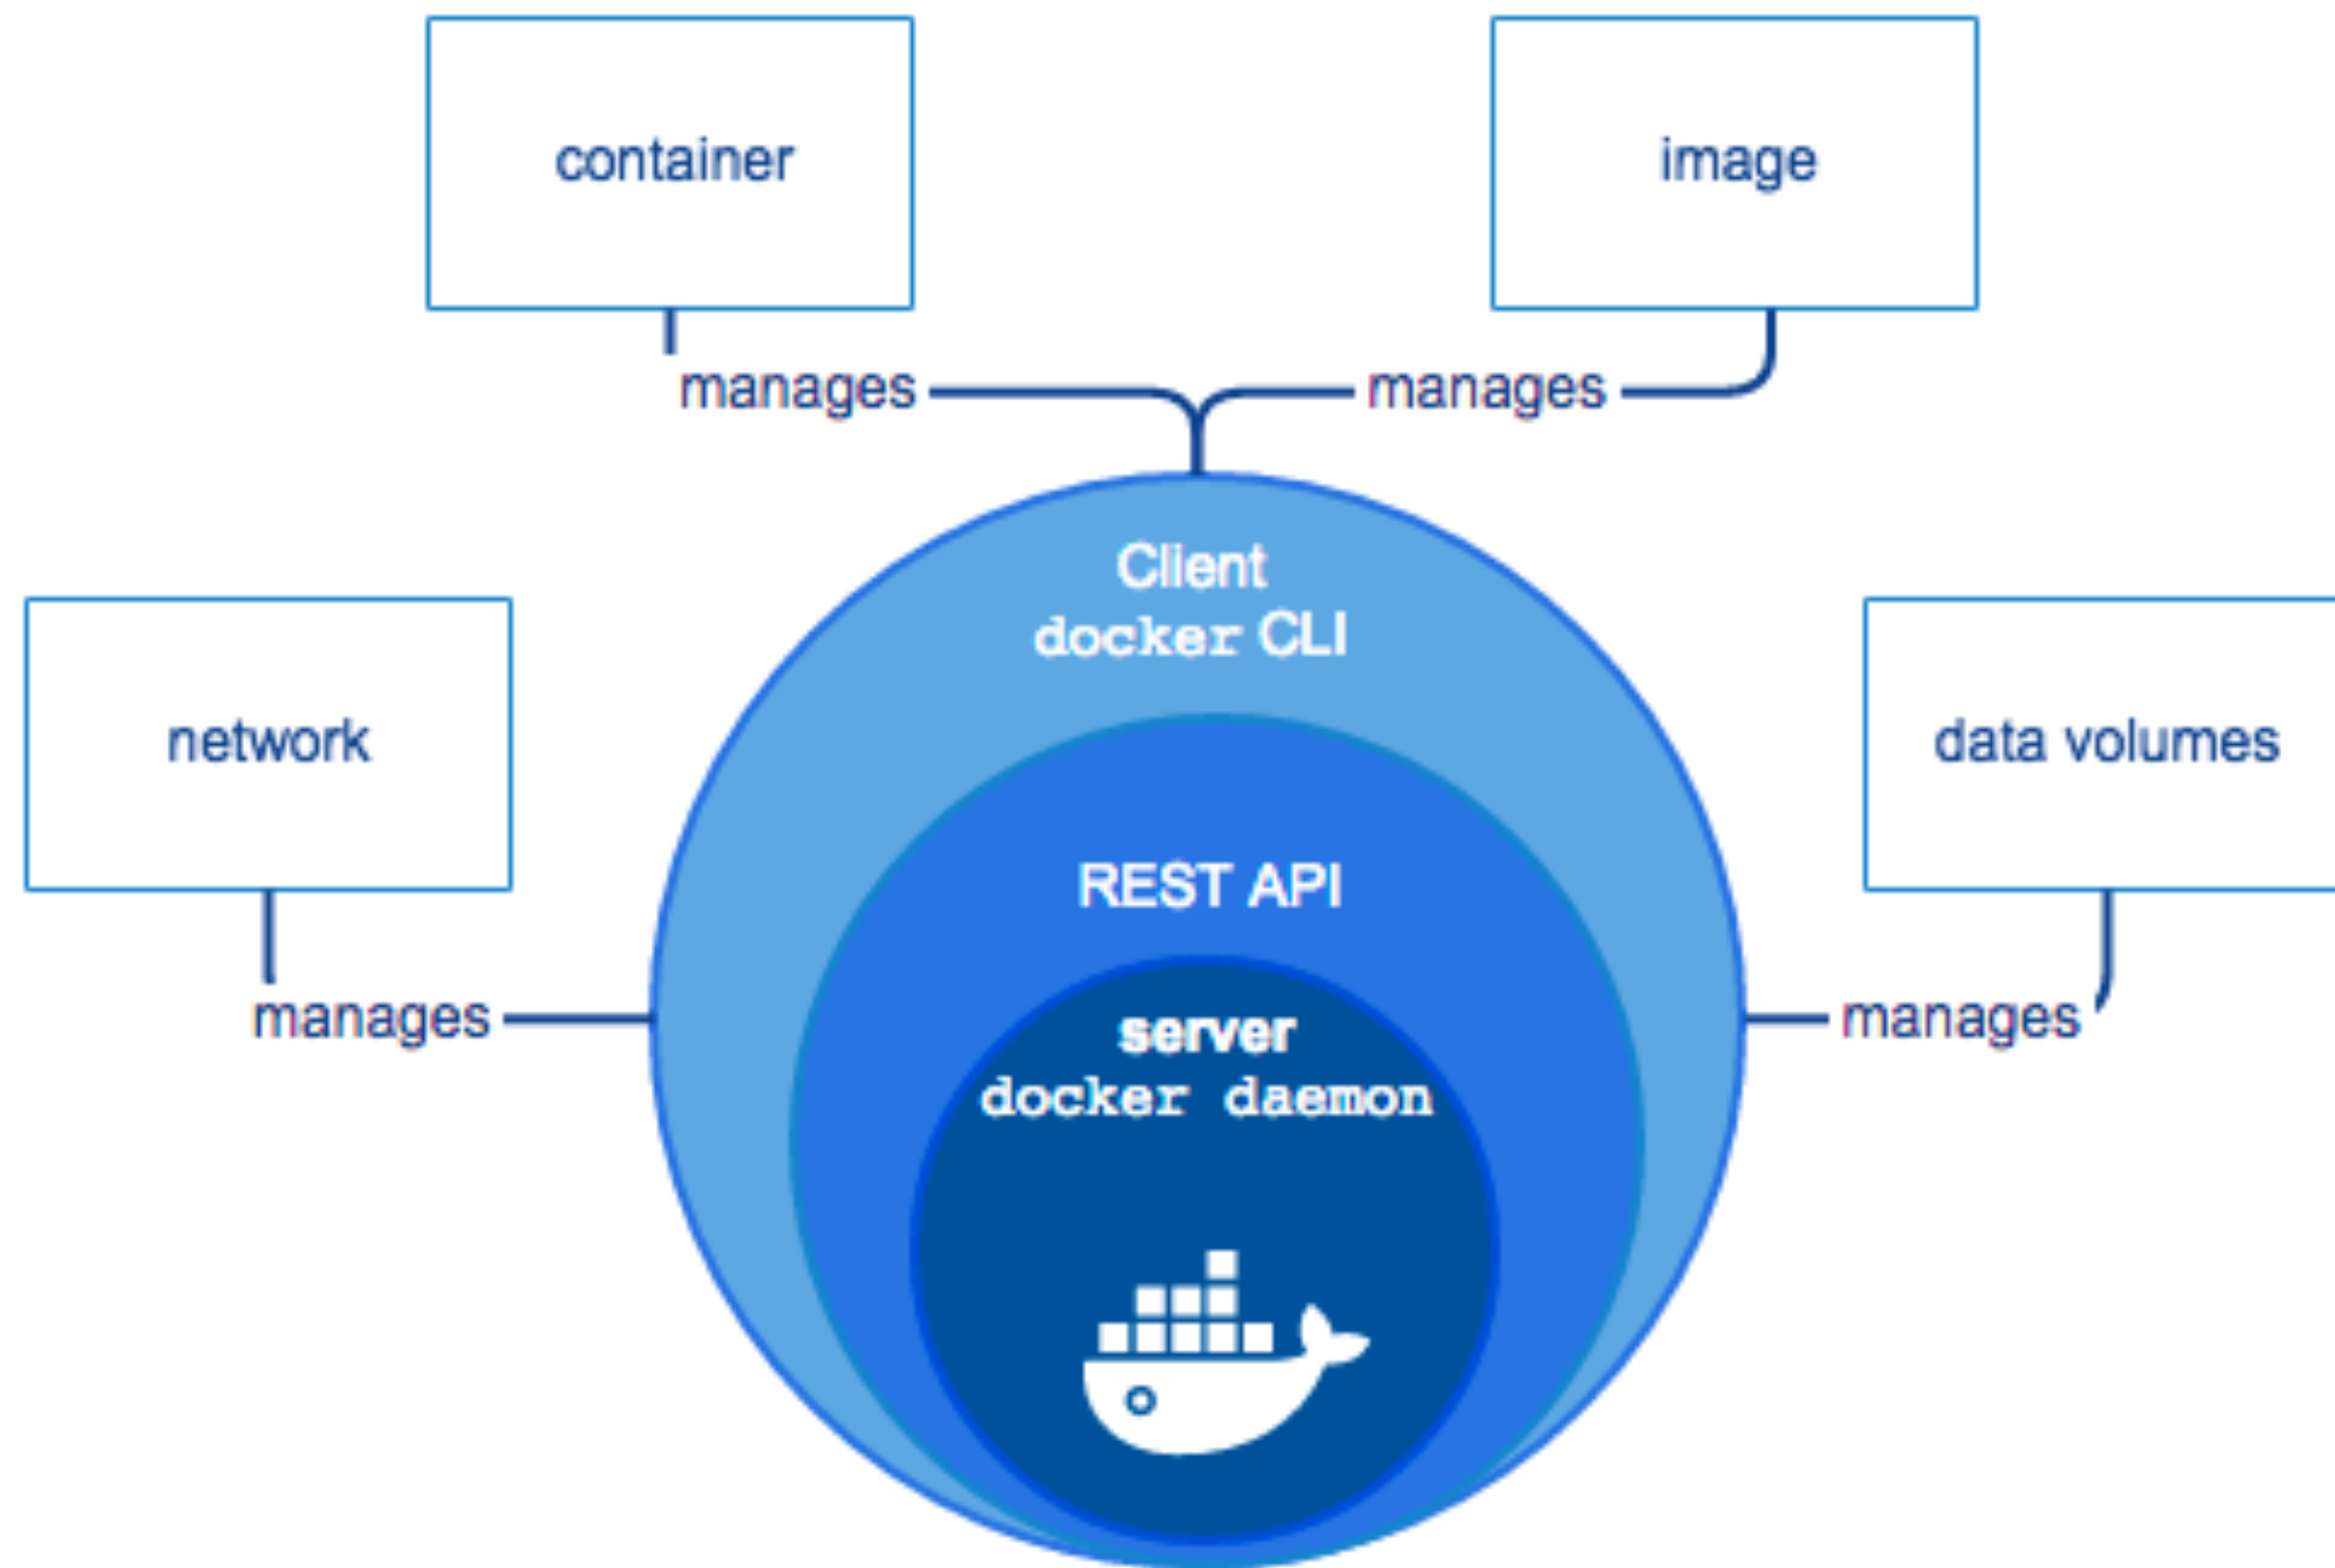 container
image
manages
manages
Client
docker CLI
network
data volumes
REST API
manages
manages
server
docker daemon